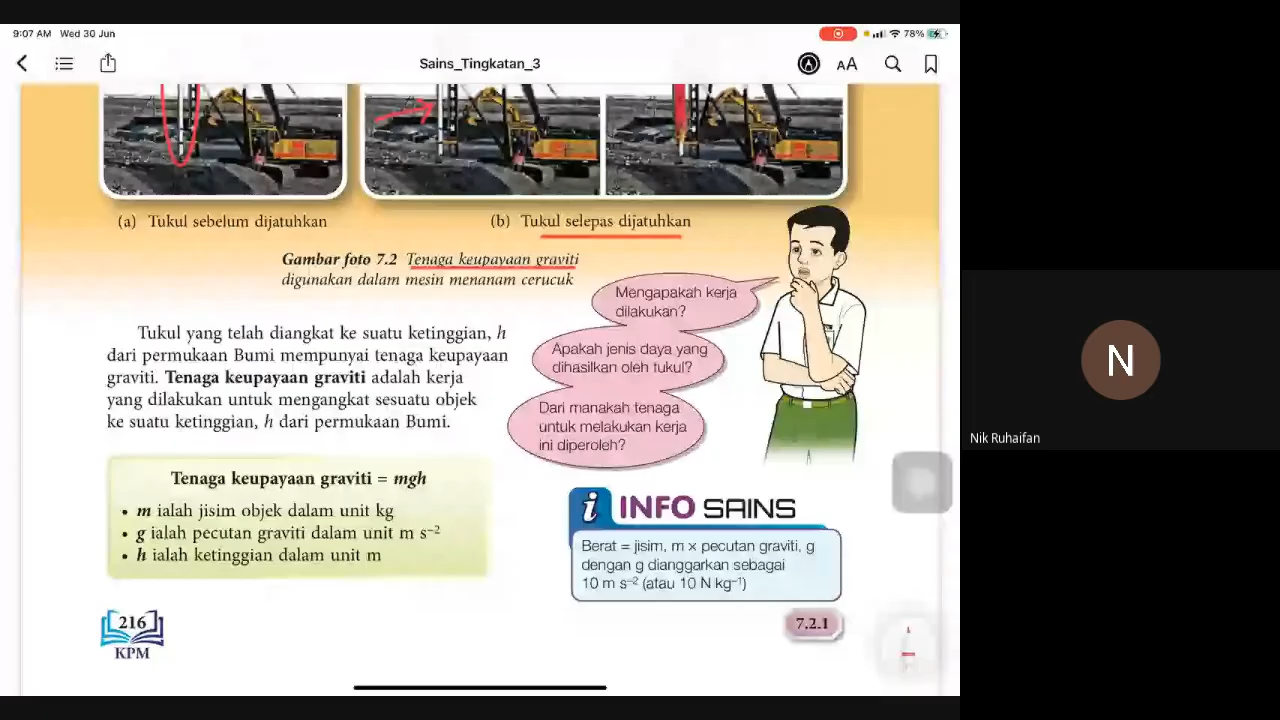 9:07 AM Wed 30 Jun
78%
Sains_Tingkatan_3
AA
(a) Tukul sebelum dijatuhkan
(b) Tukul selepas dijatuhkan
Gambar foto 7.2 Tenaga keupayaan graviti
digunakan dalam mesin menanam cerucuk
Mengapakah kerja
dilakukan?
Apakah jenis daya yang
dihasilkan oleh tukul?
Dari manakah tenaga
untuk melakukan kerja
ini diperoleh?
Tukul yang telah diangkat ke suatu ketinggian, h
dari permukaan Bumi mempunyai tenaga keupayaan
graviti. Tenaga keupayaan graviti adalah kerja
yang dilakukan untuk mengangkat sesuatu objek
ke suatu ketinggian, h dari permukaan Bumi.
Tenaga keupayaan graviti = mgh
• m ialah jisim objek dalam unit kg
• g ialah pecutan graviti dalam unit m s⁻²
• h ialah ketinggian dalam unit m
i INFO SAINS
Berat = jisim, m × pecutan graviti, g
dengan g dianggarkan sebagai
10 m s⁻² (atau 10 N kg⁻¹)
216
KPM
7.2.1
N
Nik Ruhaifan